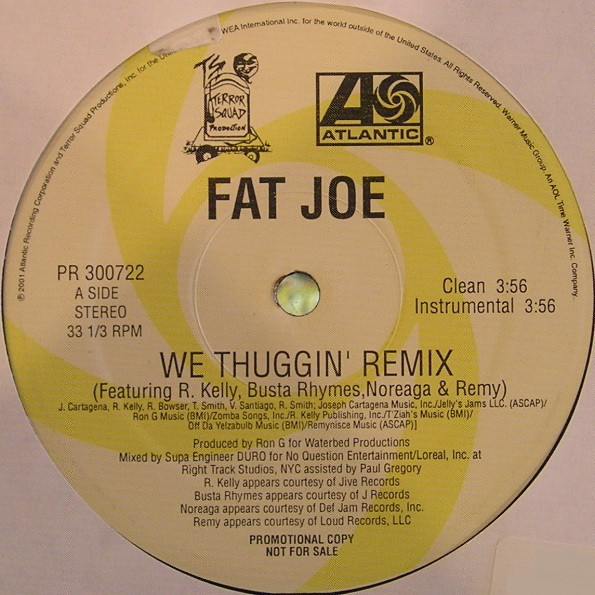 ℗ 2001 Atlantic Recording Corporation and Terror Squad Productions, Inc. for the United WEA International Inc. for the world outside of the United States. All Rights Reserved. Warner Music Group. An AOL Time Warner Inc. Company.
TS
TERROR
SQUAD
PRODUCTION
ATLANTIC®
FAT JOE
PR 300722
A SIDE
STEREO
33 1/3 RPM
Clean 3:56
Instrumental 3:56
WE THUGGIN' REMIX
(Featuring R. Kelly, Busta Rhymes,Noreaga & Remy)
J. Cartagena, R. Kelly, R. Bowser, T. Smith, V. Santiago, R. Smith; Joseph Cartagena Music, Inc./Jelly's Jams LLC. (ASCAP)/
Ron G Music (BMI)/Zomba Songs, Inc./R. Kelly Publishing, Inc./T'Ziah's Music (BMI)/
Off Da Yelzabulb Music (BMI)/Remynisce Music (ASCAP)]
Produced by Ron G for Waterbed Productions
Mixed by Supa Engineer DURO for No Question Entertainment/Loreal, Inc. at
Right Track Studios, NYC assisted by Paul Gregory
R. Kelly appears courtesy of Jive Records
Busta Rhymes appears courtesy of J Records
Noreaga appears courtesy of Def Jam Records, Inc.
Remy appears courtesy of Loud Records, LLC
PROMOTIONAL COPY
NOT FOR SALE